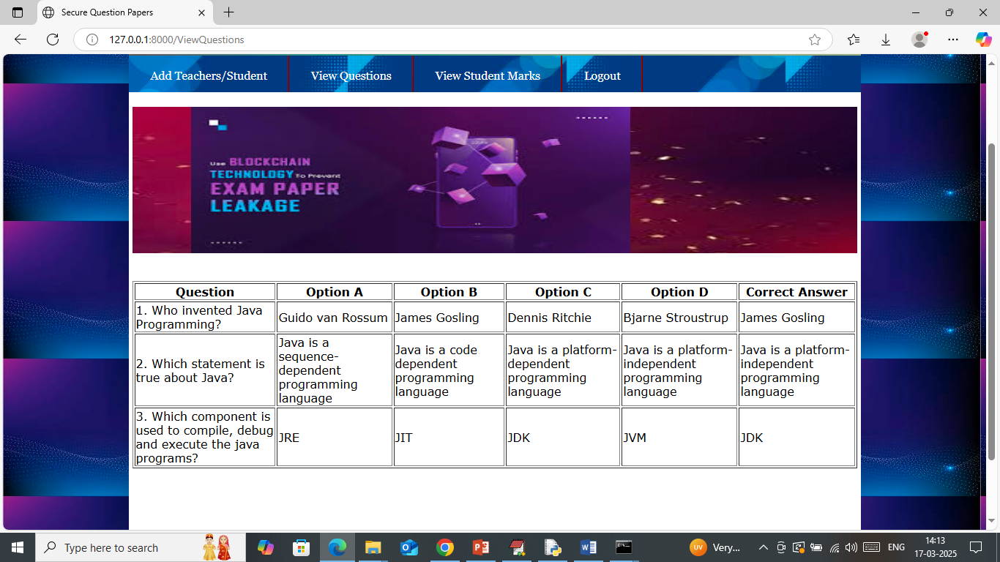 Secure Question Papers
127.0.0.1:8000/ViewQuestions
Add Teachers/Student View Questions View Student Marks Logout
Use BLOCKCHAIN
TECHNOLOGY To Prevent
EXAM PAPER
LEAKAGE
Question Option A Option B Option C Option D Correct Answer
1. Who invented Java
Programming?
Guido van Rossum
James Gosling
Dennis Ritchie
Bjarne Stroustrup
James Gosling
2. Which statement is
true about Java?
Java is a
sequence-
dependent
programming
language
Java is a code
dependent
programming
language
Java is a platform-
dependent
programming
language
Java is a platform-
independent
programming
language
Java is a platform-
independent
programming
language
3. Which component is
used to compile, debug
and execute the java
programs?
JRE
JIT
JDK
JVM
JDK
Type here to search
UV
Very...
ENG
14:13
17-03-2025